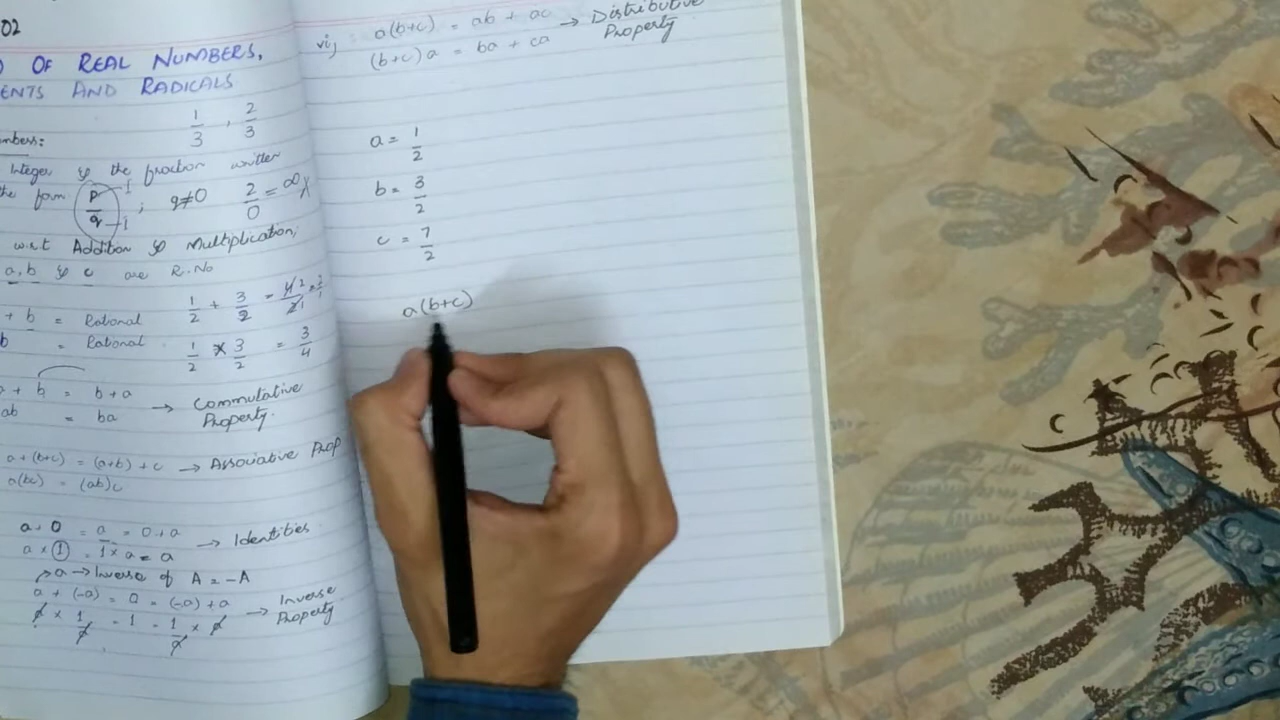 02
OF REAL NUMBERS,
ENTS AND RADICALS
1/3 , 2/3
mbers:
Integer & the fraction written
the form p/q ; q≠0 2/0 = ∞ X
w.r.t Addition & Multiplication;
a, b & c are R.No
+ b = Rational 1/2 + 3/2 = 4/2 = 2/1
b = Rational 1/2 × 3/2 = 3/4
a + b = b + a → Commutative
ab = ba Property.
a + (b+c) = (a+b) + c → Associative Prop
a(bc) = (ab)c
a + 0 = a = 0 + a → Identities
a × 1 = 1 × a = a
a → Inverse of A = -A
a + (-a) = 0 = (-a) + a → Inverse
a × 1/a = 1 = 1/a × a Property
vi, a(b+c) = ab + ac → Distributive
(b+c)a = ba + ca Property
a = 1/2
b = 3/2
c = 7/2
a(b+c)